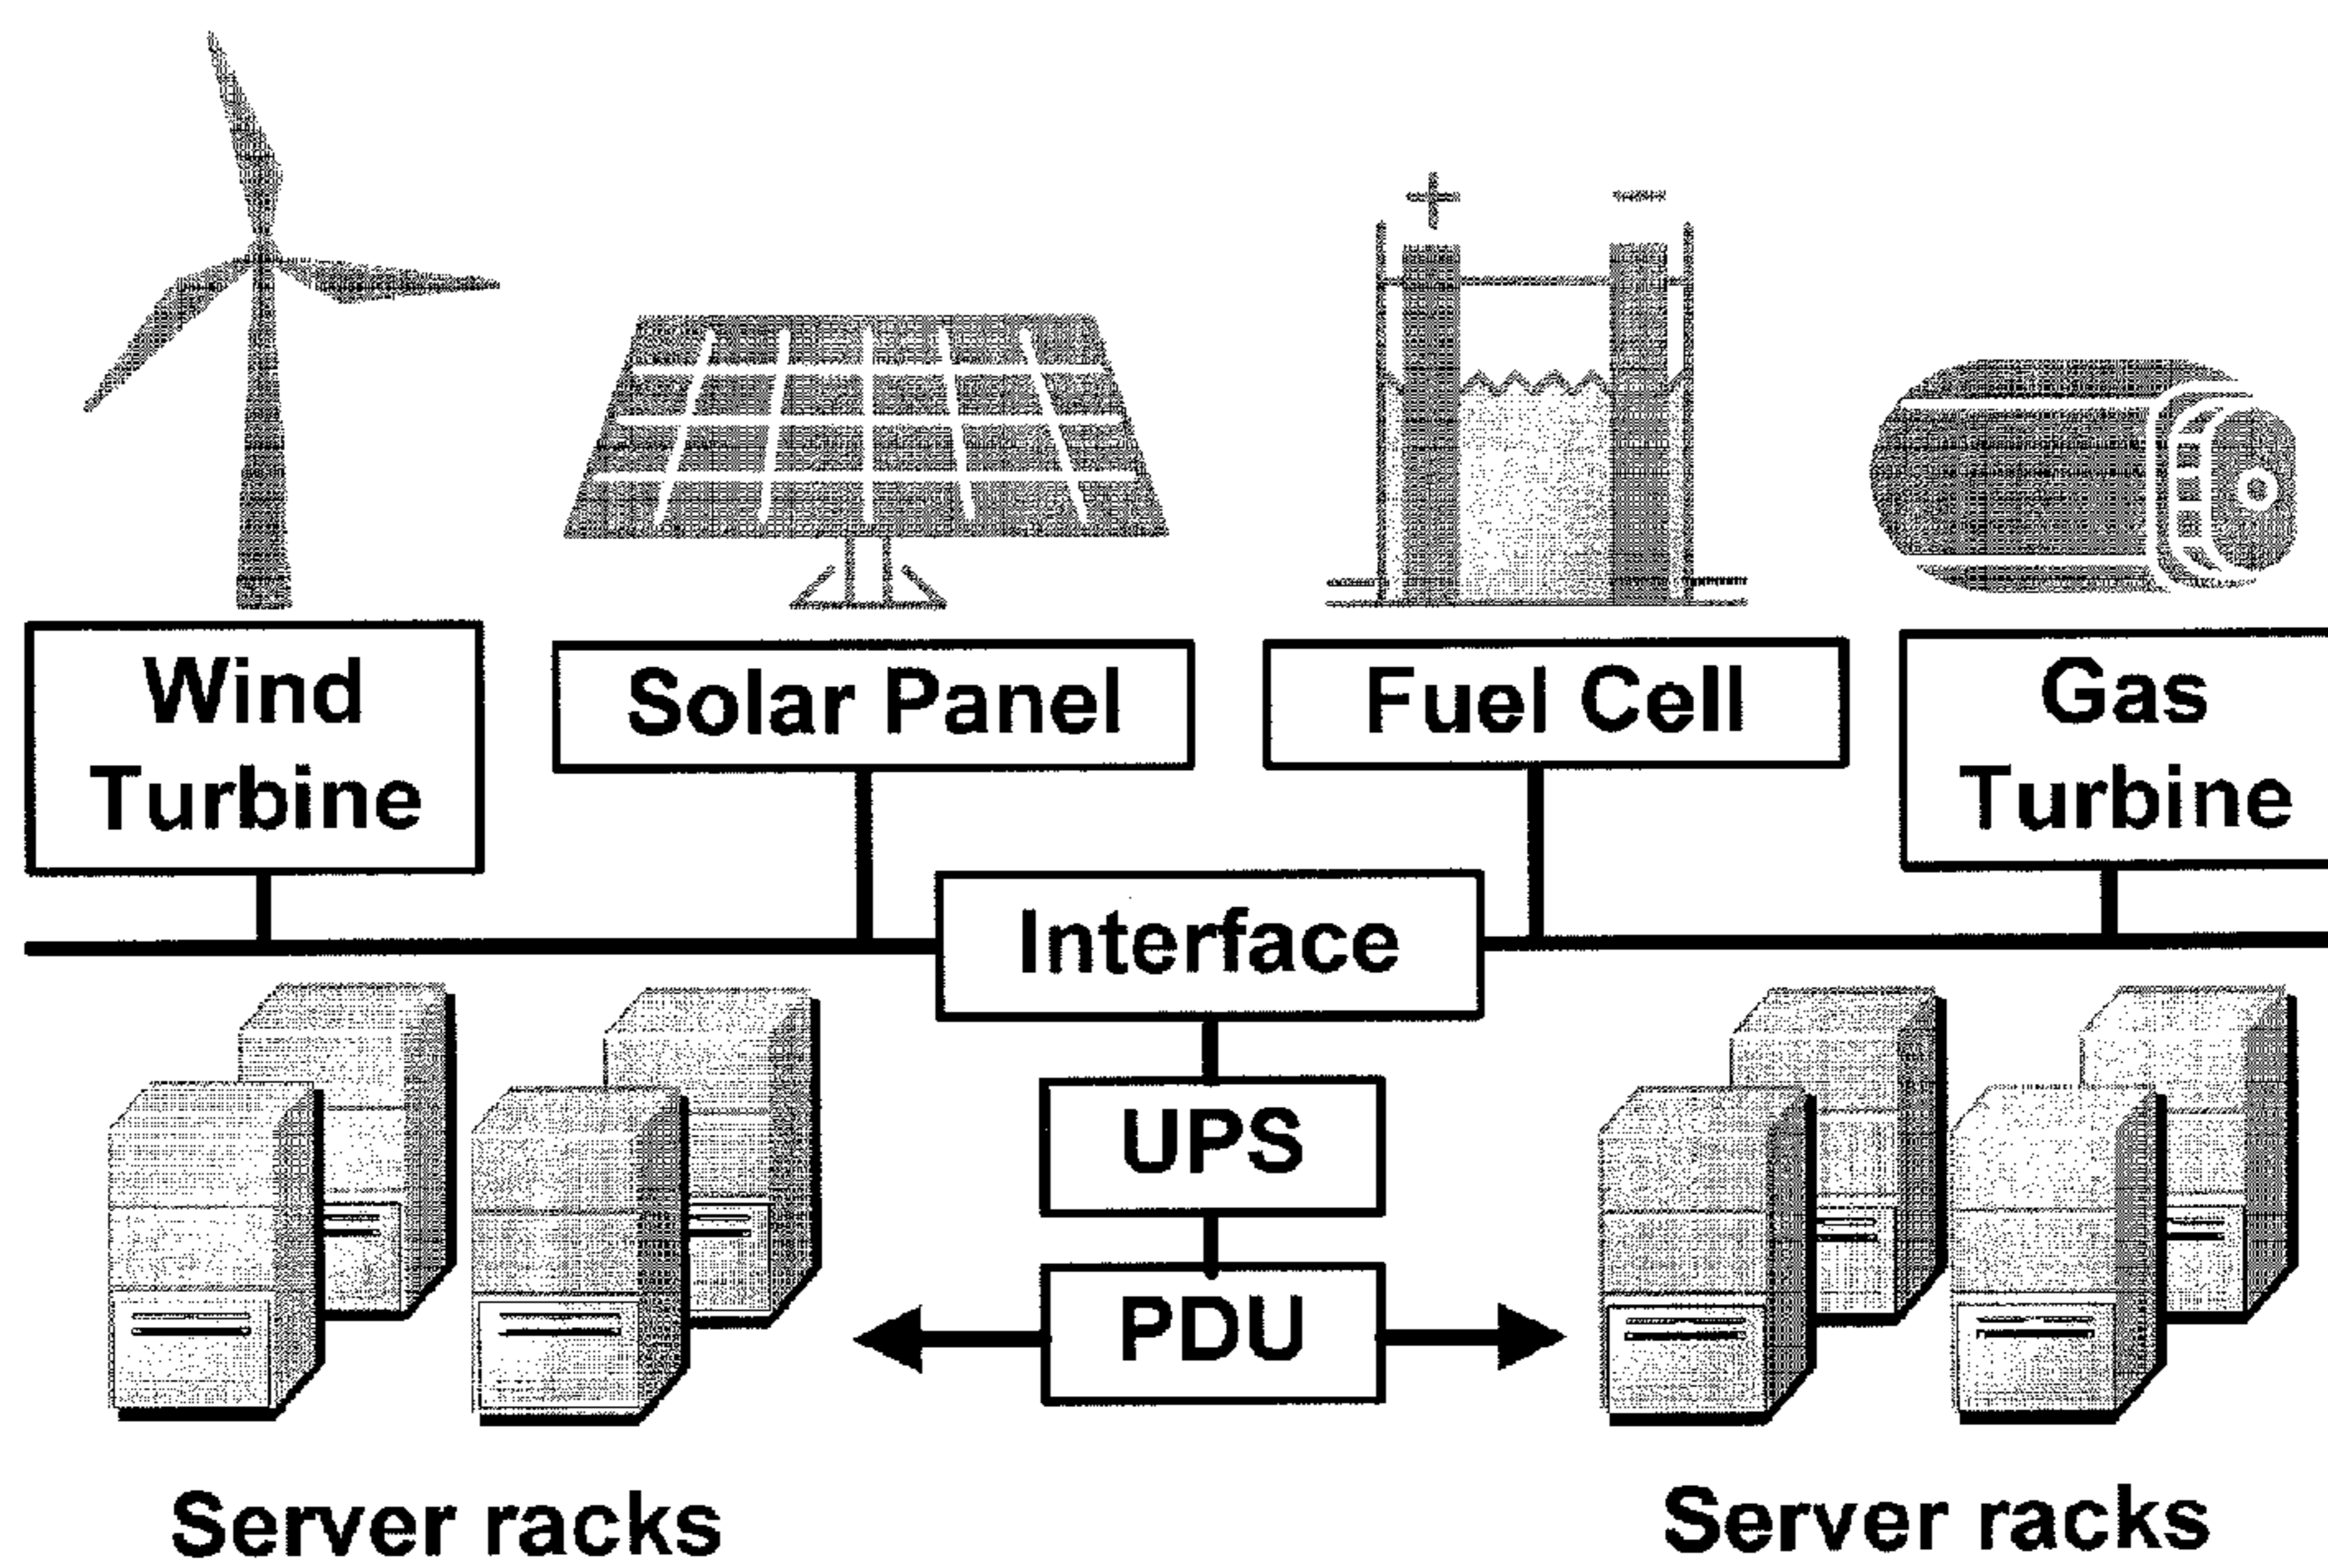 + −
Wind
Turbine
Solar Panel
Fuel Cell
Gas
Turbine
Interface
UPS
PDU
Server racks
Server racks